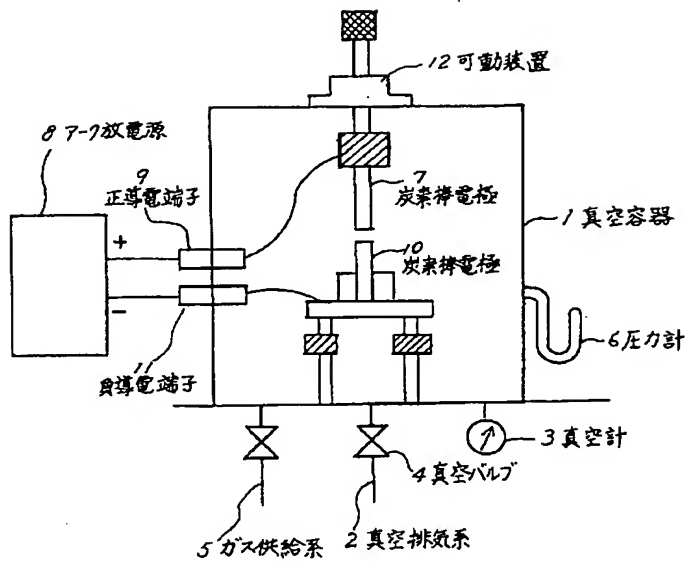 12可動装置
8 アーク放電源
9
正導電端子
+
7
炭素棒電極
1 真空容器
10
炭素棒電極
-
6圧力計
11
負導電端子
3 真空計
4 真空バルブ
5 ガス供給系
2 真空排気系